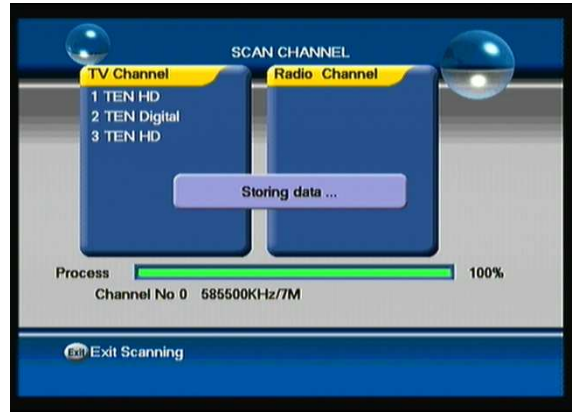 SCAN CHANNEL
TV Channel
Radio Channel
1 TEN HD
2 TEN Digital
3 TEN HD
Storing data ...
Process 100%
Channel No 0 585500KHz/7M
Exit Exit Scanning